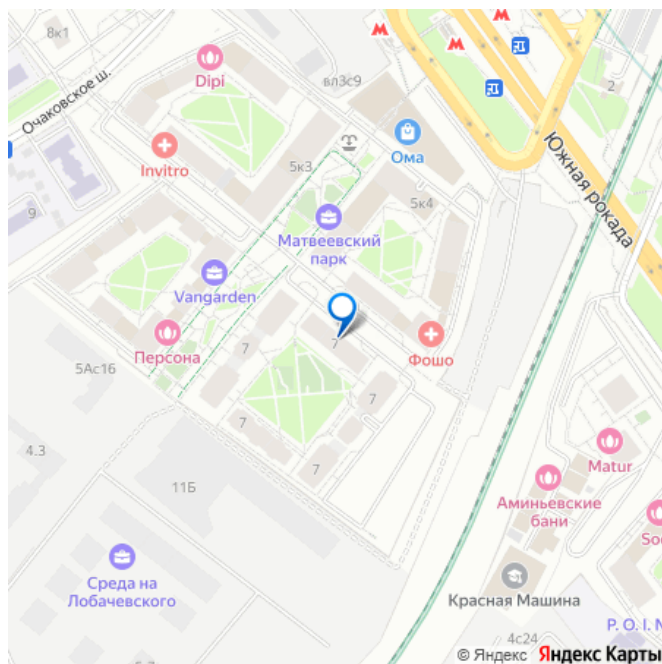 8к1
Dipi
вл3с9
2
Очаковское ш.
Invitro
5к3
Ома
Южная рокада
9
5к4
Матвеевский
парк
Vangarden
Персона
7
7
Фошо
5Ас16
7
7
7
4.3
11Б
Matur
Аминьевские
бани
Среда на
Лобачевского
Красная Машина
P. O. I. N
4с24
© Яндекс Яндекс Карты